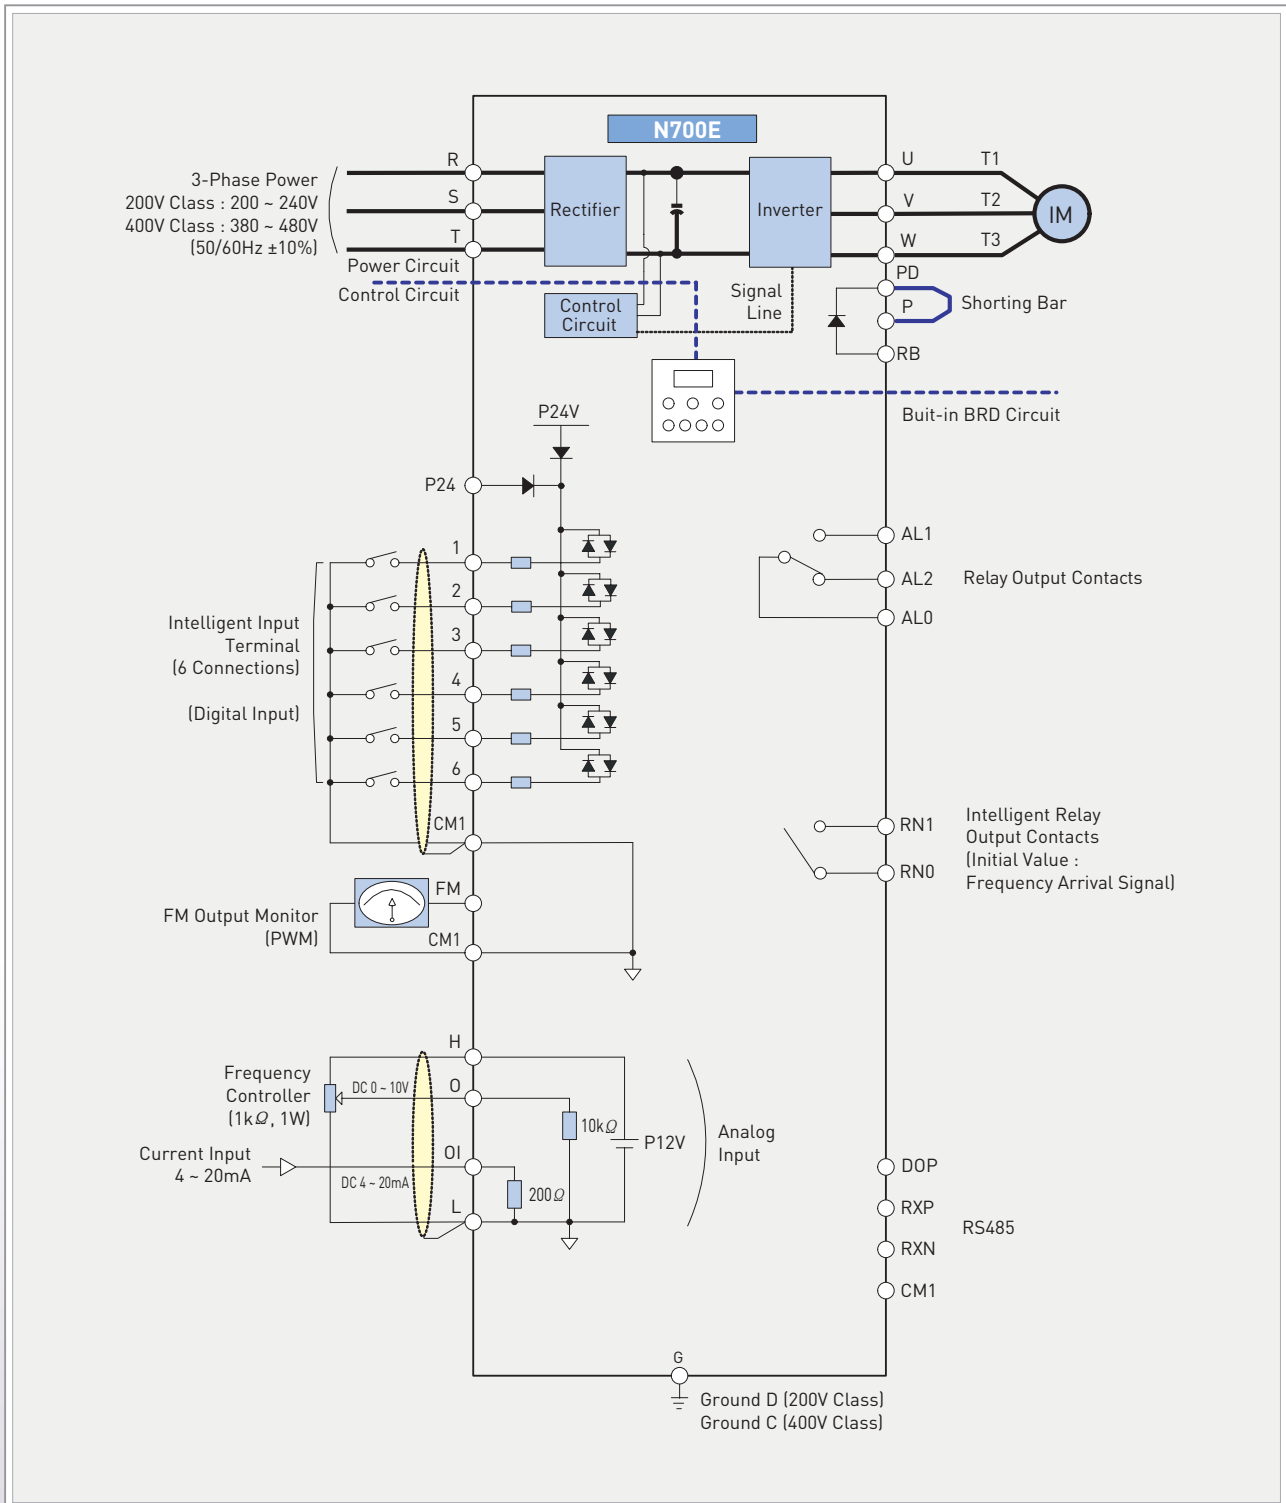 N700E
R
S
T
3-Phase Power
200V Class : 200 ~ 240V
400V Class : 380 ~ 480V
(50/60Hz ±10%)
Power Circuit
Control Circuit
Rectifier
Inverter
Control
Circuit
Signal
Line
U
T1
V
T2
W
T3
IM
PD
P
Shorting Bar
RB
Buit-in BRD Circuit
P24V
P24
1
2
3
4
5
6
Intelligent Input
Terminal
(6 Connections)
(Digital Input)
CM1
AL1
AL2
Relay Output Contacts
AL0
RN1
RN0
Intelligent Relay
Output Contacts
(Initial Value :
Frequency Arrival Signal)
FM
FM Output Monitor
(PWM)
CM1
H
Frequency
Controller
(1kΩ, 1W)
DC 0 ~ 10V
O
10kΩ
P12V
Analog
Input
Current Input
4 ~ 20mA
OI
DC 4 ~ 20mA
200Ω
L
DOP
RXP
RXN
CM1
RS485
G
Ground D (200V Class)
Ground C (400V Class)